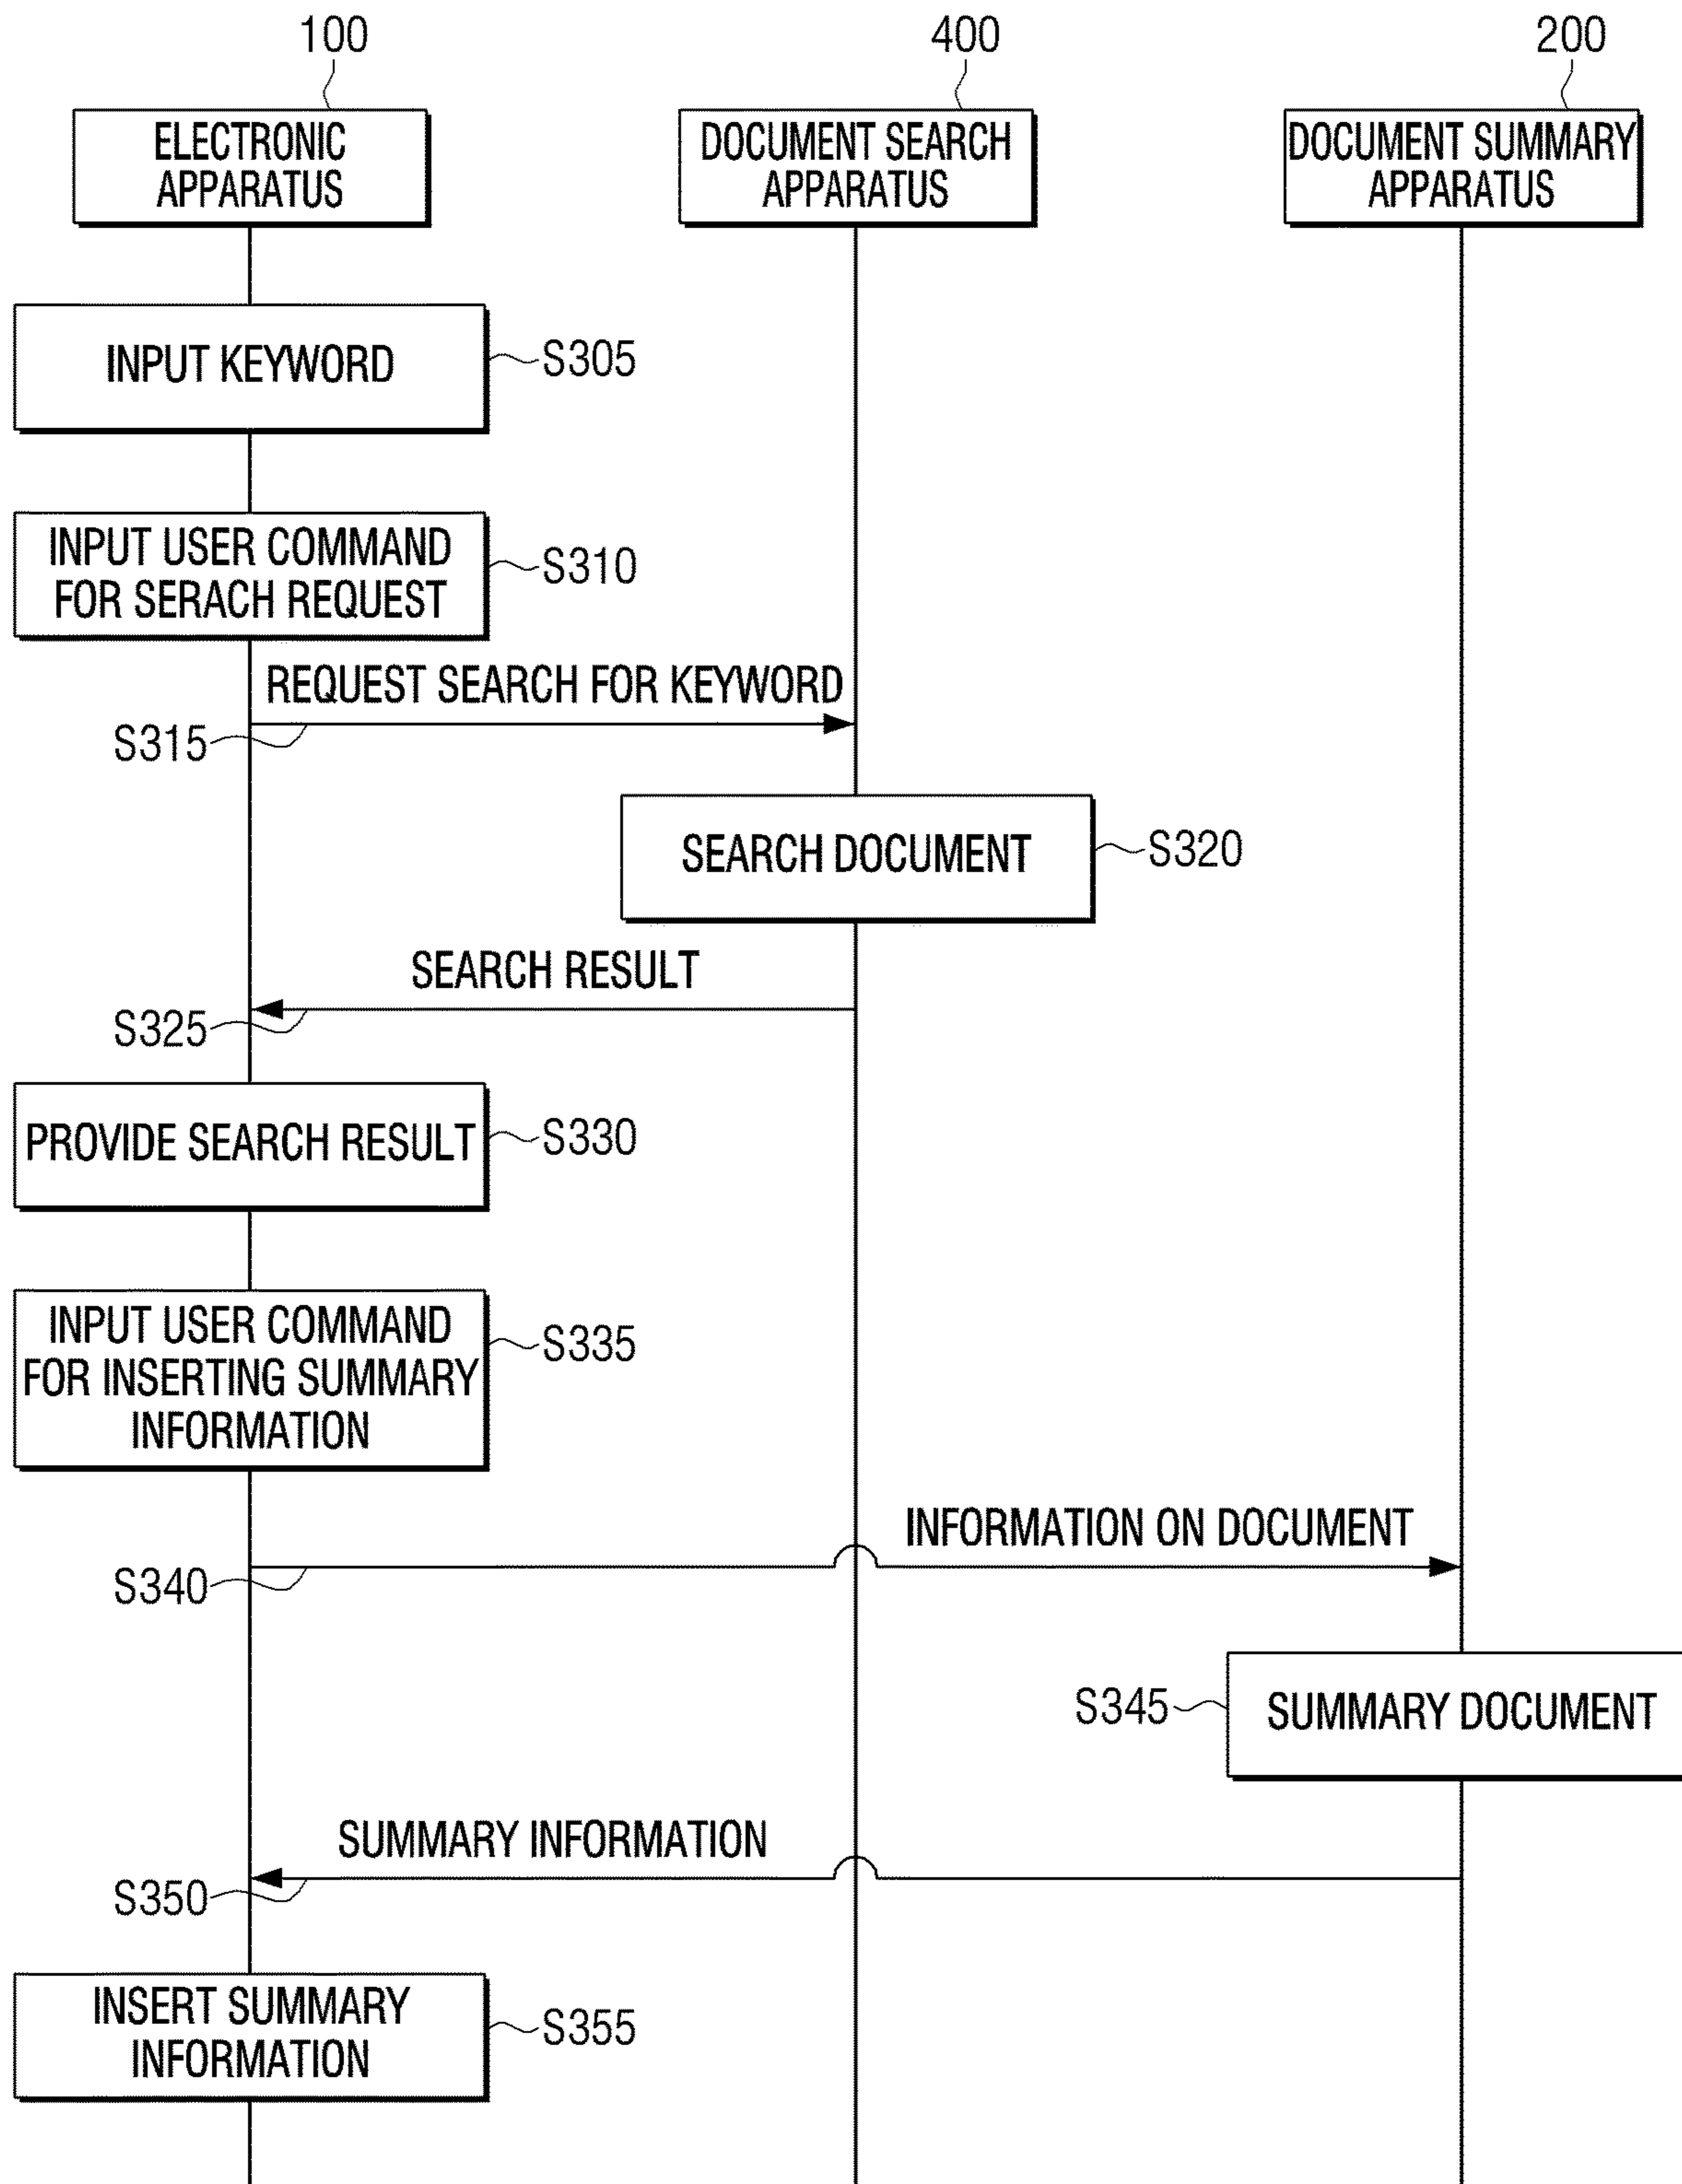 100
400
200
ELECTRONIC
APPARATUS
DOCUMENT SEARCH
APPARATUS
DOCUMENT SUMMARY
APPARATUS
INPUT KEYWORD
S305
INPUT USER COMMAND
FOR SERACH REQUEST
S310
REQUEST SEARCH FOR KEYWORD
S315
SEARCH DOCUMENT
S320
SEARCH RESULT
S325
PROVIDE SEARCH RESULT
S330
INPUT USER COMMAND
FOR INSERTING SUMMARY
INFORMATION
S335
INFORMATION ON DOCUMENT
S340
S345
SUMMARY DOCUMENT
SUMMARY INFORMATION
S350
INSERT SUMMARY
INFORMATION
S355